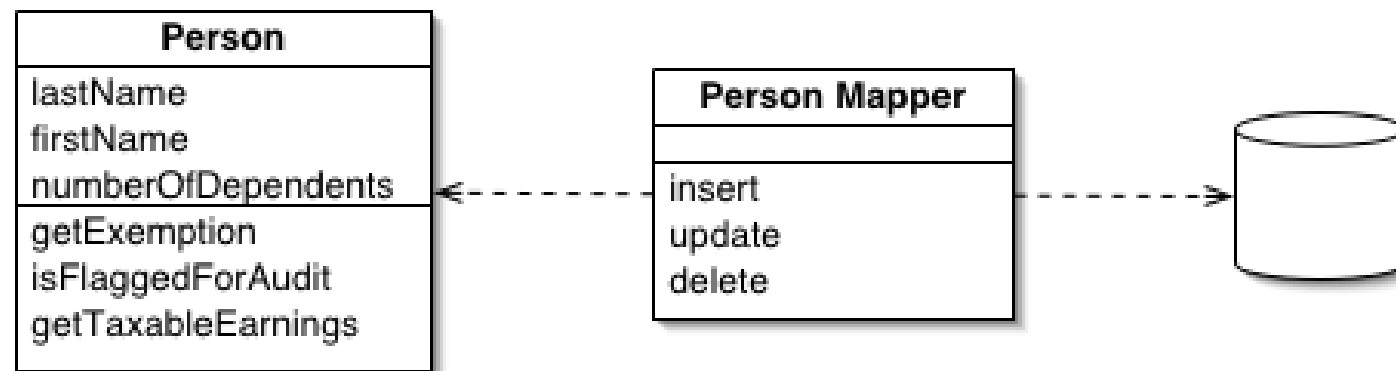 Person
lastName
firstName
numberOfDependents
getExemption
isFlaggedForAudit
getTaxableEarnings
Person Mapper
insert
update
delete